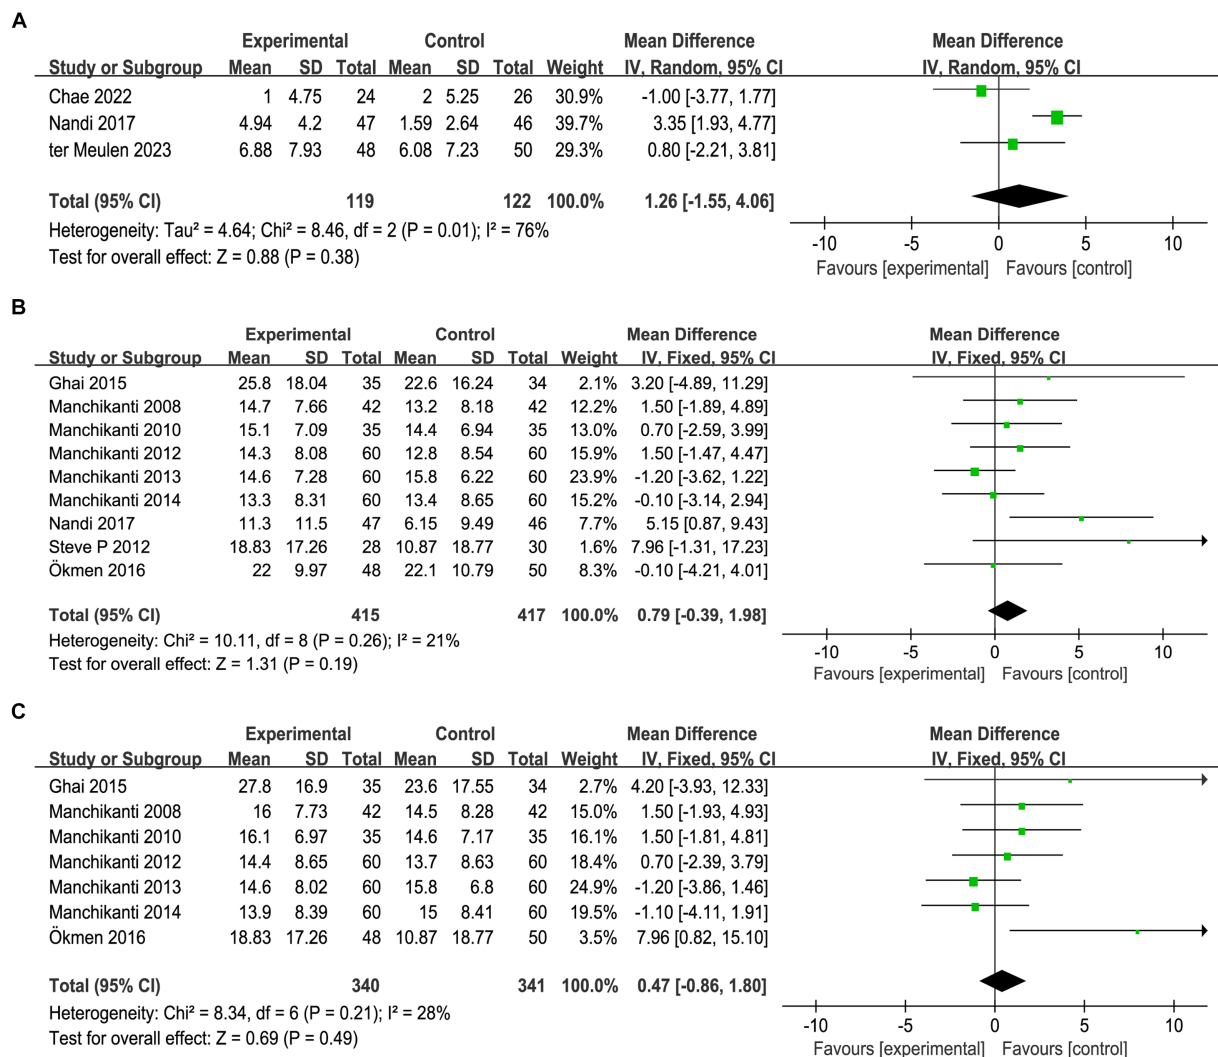 A
Experimental Control Mean Difference Mean Difference
Study or Subgroup Mean SD Total Mean SD Total Weight IV, Random, 95% CI IV, Random, 95% CI
Chae 2022 1 4.75 24 2 5.25 26 30.9% -1.00 [-3.77, 1.77]
Nandi 2017 4.94 4.2 47 1.59 2.64 46 39.7% 3.35 [1.93, 4.77]
ter Meulen 2023 6.88 7.93 48 6.08 7.23 50 29.3% 0.80 [-2.21, 3.81]
Total (95% CI) 119 122 100.0% 1.26 [-1.55, 4.06]
Heterogeneity: Tau² = 4.64; Chi² = 8.46, df = 2 (P = 0.01); I² = 76%
Test for overall effect: Z = 0.88 (P = 0.38)
-10 -5 0 5 10
Favours [experimental] Favours [control]
B
Experimental Control Mean Difference Mean Difference
Study or Subgroup Mean SD Total Mean SD Total Weight IV, Fixed, 95% CI IV, Fixed, 95% CI
Ghai 2015 25.8 18.04 35 22.6 16.24 34 2.1% 3.20 [-4.89, 11.29]
Manchikanti 2008 14.7 7.66 42 13.2 8.18 42 12.2% 1.50 [-1.89, 4.89]
Manchikanti 2010 15.1 7.09 35 14.4 6.94 35 13.0% 0.70 [-2.59, 3.99]
Manchikanti 2012 14.3 8.08 60 12.8 8.54 60 15.9% 1.50 [-1.47, 4.47]
Manchikanti 2013 14.6 7.28 60 15.8 6.22 60 23.9% -1.20 [-3.62, 1.22]
Manchikanti 2014 13.3 8.31 60 13.4 8.65 60 15.2% -0.10 [-3.14, 2.94]
Nandi 2017 11.3 11.5 47 6.15 9.49 46 7.7% 5.15 [0.87, 9.43]
Steve P 2012 18.83 17.26 28 10.87 18.77 30 1.6% 7.96 [-1.31, 17.23]
Ökmen 2016 22 9.97 48 22.1 10.79 50 8.3% -0.10 [-4.21, 4.01]
Total (95% CI) 415 417 100.0% 0.79 [-0.39, 1.98]
Heterogeneity: Chi² = 10.11, df = 8 (P = 0.26); I² = 21%
Test for overall effect: Z = 1.31 (P = 0.19)
-10 -5 0 5 10
Favours [experimental] Favours [control]
C
Experimental Control Mean Difference Mean Difference
Study or Subgroup Mean SD Total Mean SD Total Weight IV, Fixed, 95% CI IV, Fixed, 95% CI
Ghai 2015 27.8 16.9 35 23.6 17.55 34 2.7% 4.20 [-3.93, 12.33]
Manchikanti 2008 16 7.73 42 14.5 8.28 42 15.0% 1.50 [-1.93, 4.93]
Manchikanti 2010 16.1 6.97 35 14.6 7.17 35 16.1% 1.50 [-1.81, 4.81]
Manchikanti 2012 14.4 8.65 60 13.7 8.63 60 18.4% 0.70 [-2.39, 3.79]
Manchikanti 2013 14.6 8.02 60 15.8 6.8 60 24.9% -1.20 [-3.86, 1.46]
Manchikanti 2014 13.9 8.39 60 15 8.41 60 19.5% -1.10 [-4.11, 1.91]
Ökmen 2016 18.83 17.26 48 10.87 18.77 50 3.5% 7.96 [0.82, 15.10]
Total (95% CI) 340 341 100.0% 0.47 [-0.86, 1.80]
Heterogeneity: Chi² = 8.34, df = 6 (P = 0.21); I² = 28%
Test for overall effect: Z = 0.69 (P = 0.49)
-10 -5 0 5 10
Favours [experimental] Favours [control]